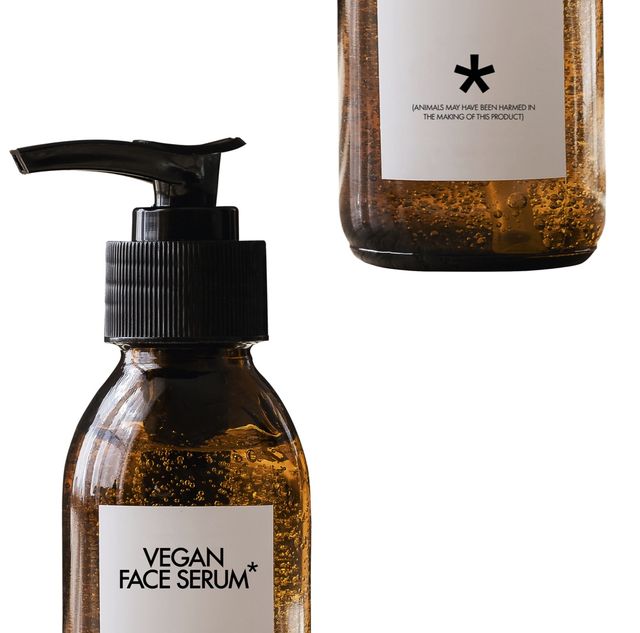 VEGAN
FACE SERUM*
*
(ANIMALS MAY HAVE BEEN HARMED IN
THE MAKING OF THIS PRODUCT)